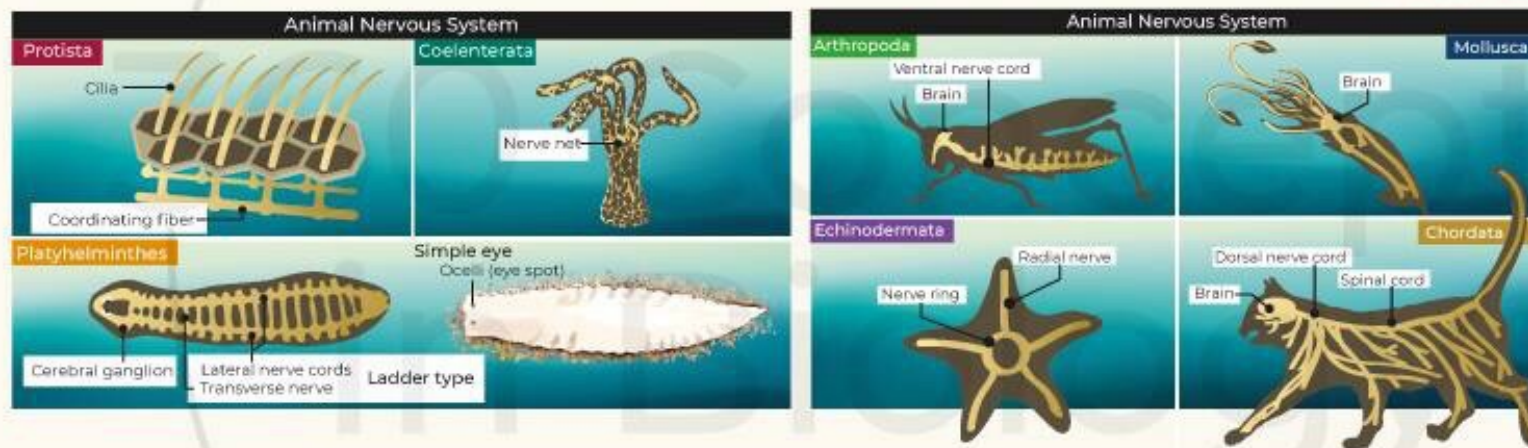 Animal Nervous System
Protista
Cilia
Coordinating fiber
Coelenterata
Nerve net
Platyhelminthes
Cerebral ganglion
Lateral nerve cords
Transverse nerve
Ladder type
Simple eye
Ocelli (eye spot)
Animal Nervous System
Arthropoda
Ventral nerve cord
Brain
Mollusca
Brain
Echinodermata
Radial nerve
Nerve ring
Chordata
Dorsal nerve cord
Spinal cord
Brain